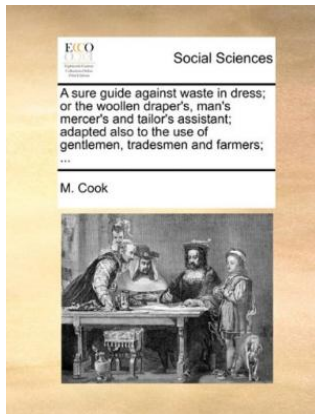 ECCO
Social Sciences
A sure guide against waste in dress;
or the woollen draper's, man's
mercer's and tailor's assistant;
adapted also to the use of
gentlemen, tradesmen and farmers;
...
M. Cook